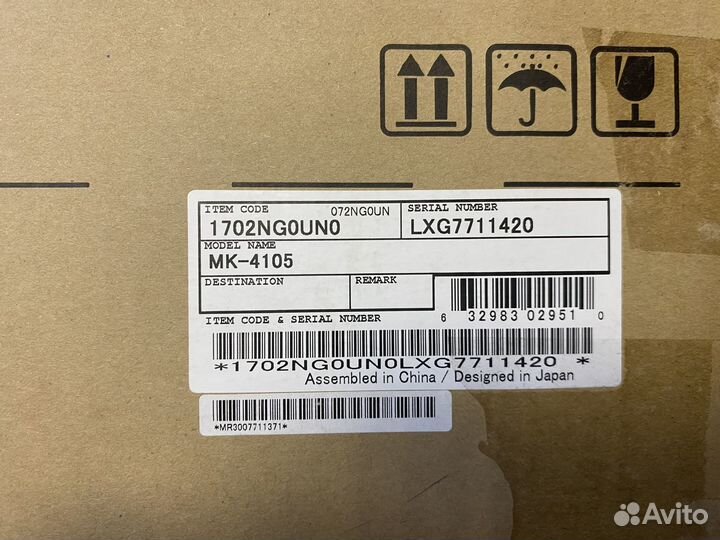 ITEM CODE 072NG0UN SERIAL NUMBER
1702NG0UN0 LXG7711420
MODEL NAME
MK-4105
DESTINATION REMARK
ITEM CODE & SERIAL NUMBER 6 32983 02951 0
*1702NG0UN0LXG7711420 *
Assembled in China / Designed in Japan
*MR3007711371*
Avito